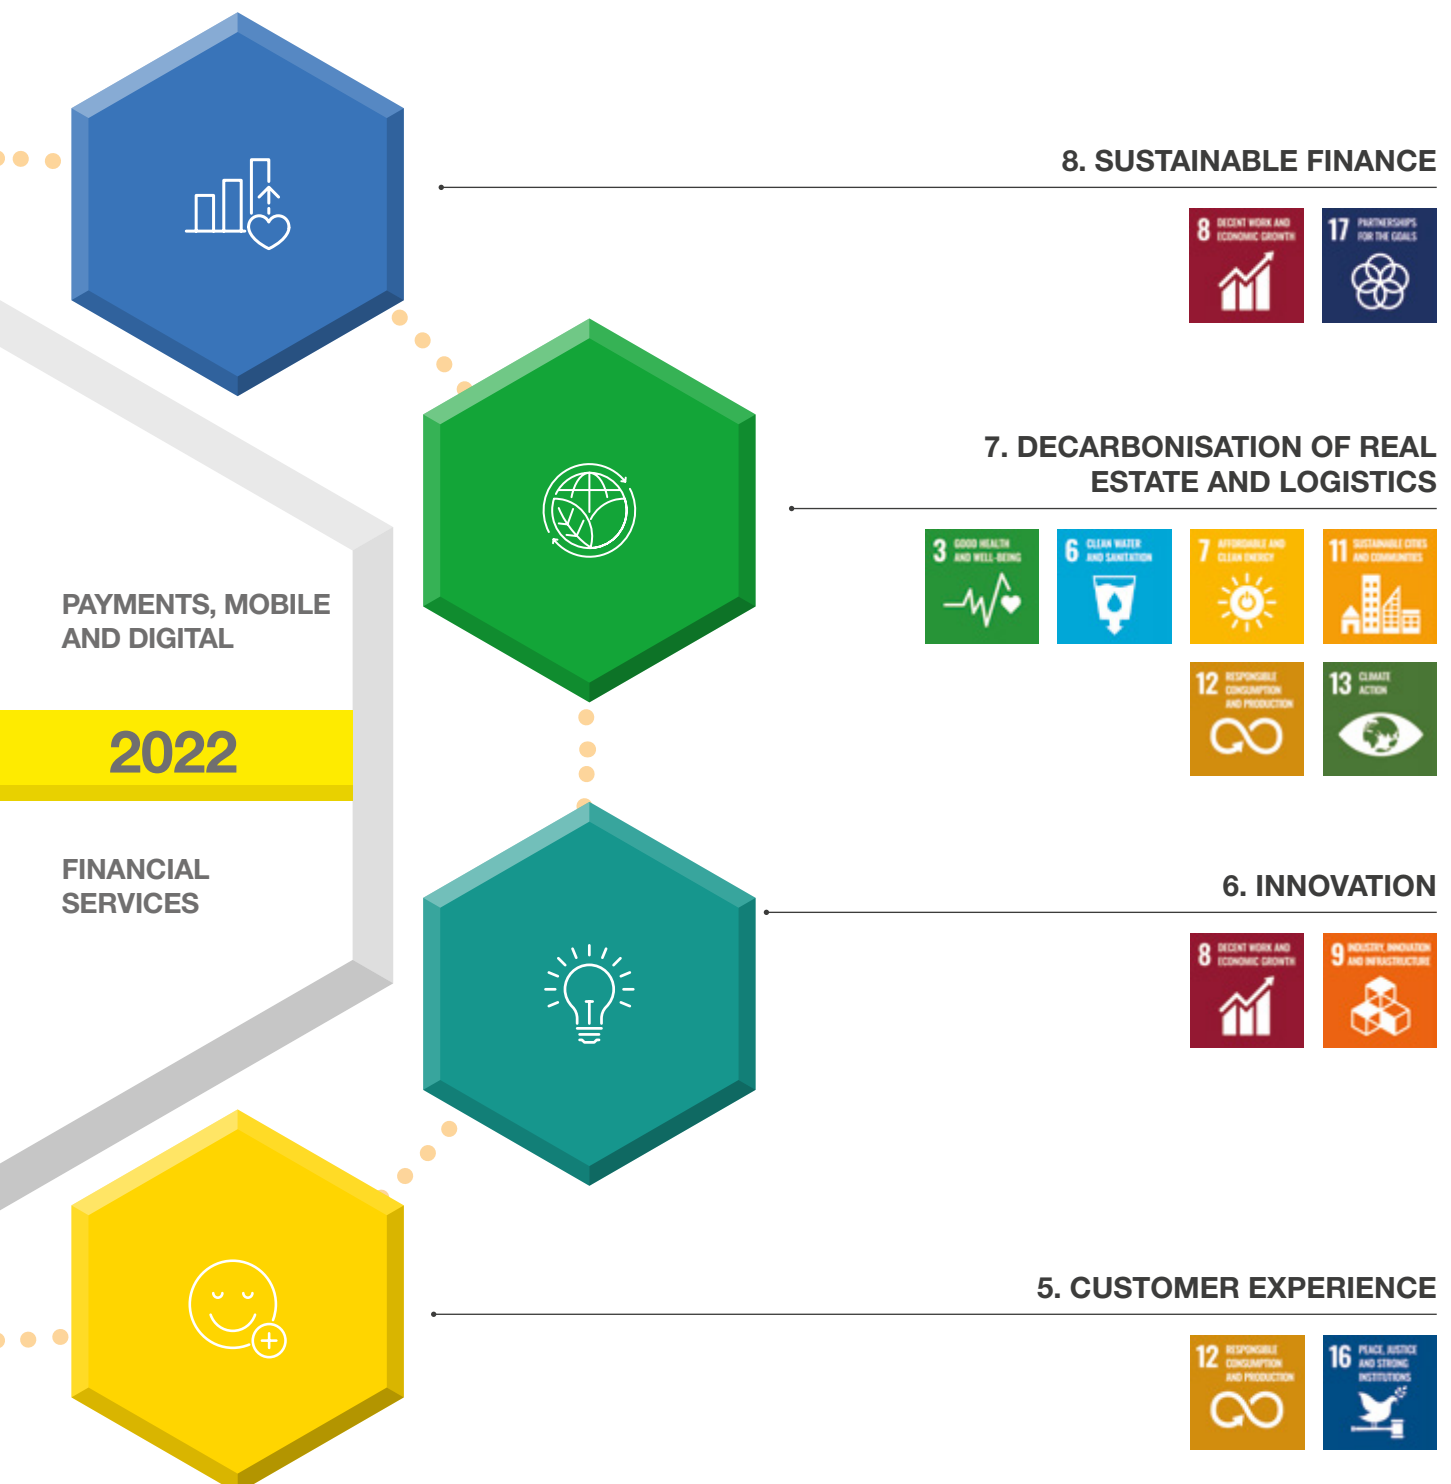 8. SUSTAINABLE FINANCE
8 DECENT WORK AND
ECONOMIC GROWTH
17 PARTNERSHIPS
FOR THE GOALS
7. DECARBONISATION OF REAL
ESTATE AND LOGISTICS
3 GOOD HEALTH
AND WELL-BEING
6 CLEAN WATER
AND SANITATION
7 AFFORDABLE AND
CLEAN ENERGY
11 SUSTAINABLE CITIES
AND COMMUNITIES
12 RESPONSIBLE
CONSUMPTION
AND PRODUCTION
13 CLIMATE
ACTION
PAYMENTS, MOBILE
AND DIGITAL
2022
FINANCIAL
SERVICES
6. INNOVATION
8 DECENT WORK AND
ECONOMIC GROWTH
9 INDUSTRY, INNOVATION
AND INFRASTRUCTURE
5. CUSTOMER EXPERIENCE
12 RESPONSIBLE
CONSUMPTION
AND PRODUCTION
16 PEACE, JUSTICE
AND STRONG
INSTITUTIONS